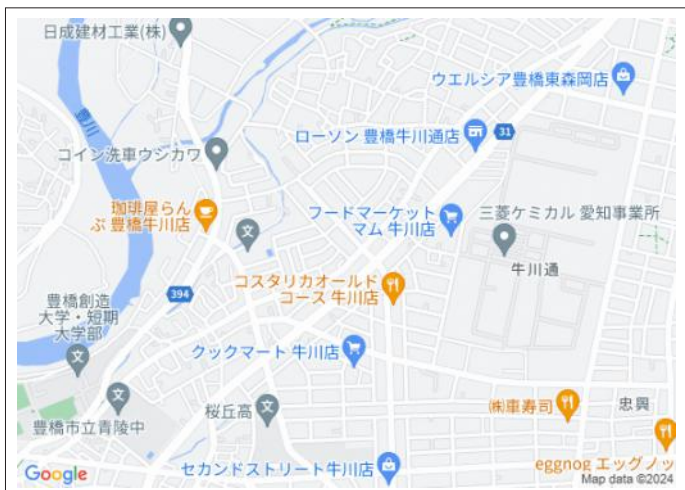 日成建材工業(株)
ウエルシア豊橋東森岡店
豊川
ローソン 豊橋牛川通店
31
コイン洗車ウシカワ
珈琲屋らん
ぷ 豊橋牛川店
文
フードマーケット
マム 牛川店
三菱ケミカル 愛知事業所
牛川通
394
コスタリカオールド
コース 牛川店
豊橋創造
大学・短期
大学部
文
クックマート 牛川店
文
豊橋市立青陵中
桜丘高
文
㈱車寿司
忠興
セカンドストリート牛川店
eggnog エッグノッ
Google
Map data ©2024